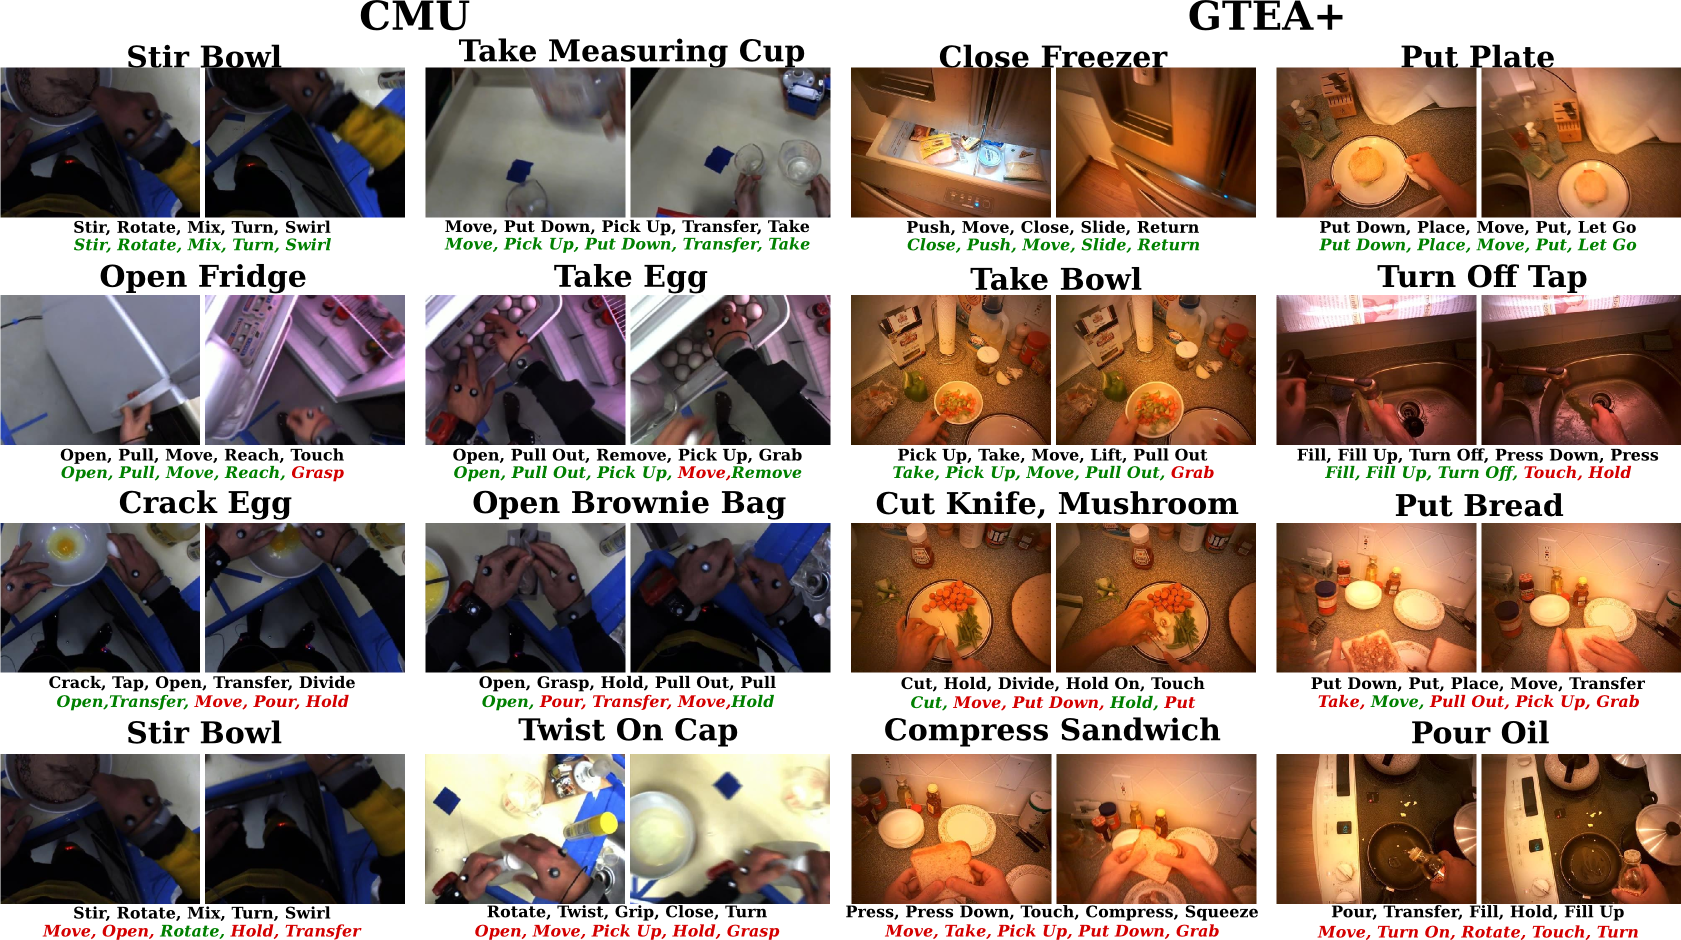 CMU
GTEA+
Stir Bowl
Take Measuring Cup
Close Freezer
Put Plate
Stir, Rotate, Mix, Turn, Swirl
Stir, Rotate, Mix, Turn, Swirl
Move, Put Down, Pick Up, Transfer, Take
Move, Pick Up, Put Down, Transfer, Take
Push, Move, Close, Slide, Return
Close, Push, Move, Slide, Return
Put Down, Place, Move, Put, Let Go
Put Down, Place, Move, Put, Let Go
Open Fridge
Take Egg
Take Bowl
Turn Off Tap
Open, Pull, Move, Reach, Touch
Open, Pull, Move, Reach, Grasp
Open, Pull Out, Remove, Pick Up, Grab
Open, Pull Out, Pick Up, Move,Remove
Pick Up, Take, Move, Lift, Pull Out
Take, Pick Up, Move, Pull Out, Grab
Fill, Fill Up, Turn Off, Press Down, Press
Fill, Fill Up, Turn Off, Touch, Hold
Crack Egg
Open Brownie Bag
Cut Knife, Mushroom
Put Bread
Crack, Tap, Open, Transfer, Divide
Open,Transfer, Move, Pour, Hold
Open, Grasp, Hold, Pull Out, Pull
Open, Pour, Transfer, Move,Hold
Cut, Hold, Divide, Hold On, Touch
Cut, Move, Put Down, Hold, Put
Put Down, Put, Place, Move, Transfer
Take, Move, Pull Out, Pick Up, Grab
Stir Bowl
Twist On Cap
Compress Sandwich
Pour Oil
Stir, Rotate, Mix, Turn, Swirl
Move, Open, Rotate, Hold, Transfer
Rotate, Twist, Grip, Close, Turn
Open, Move, Pick Up, Hold, Grasp
Press, Press Down, Touch, Compress, Squeeze
Move, Take, Pick Up, Put Down, Grab
Pour, Transfer, Fill, Hold, Fill Up
Move, Turn On, Rotate, Touch, Turn